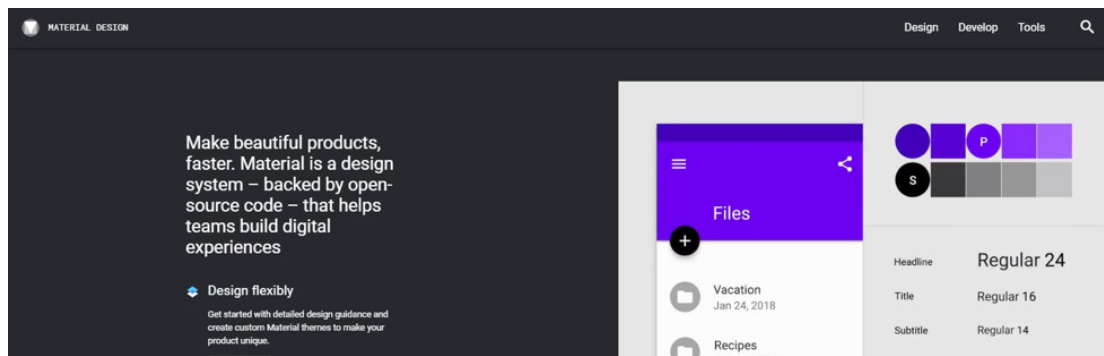 MATERIAL DESIGN
Design Develop Tools
Make beautiful products,
faster. Material is a design
system – backed by open-
source code – that helps
teams build digital
experiences
Design flexibly
Get started with detailed design guidance and
create custom Material themes to make your
product unique.
Files
+
Vacation
Jan 24, 2018
Recipes
P
S
Headline Regular 24
Title Regular 16
Subtitle Regular 14